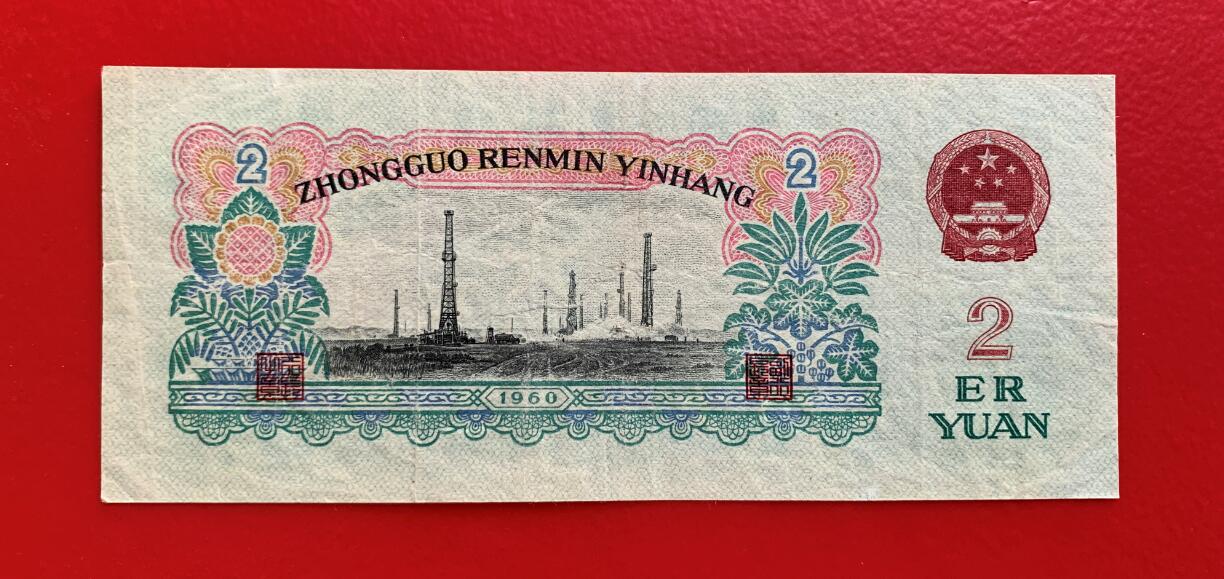 2
ZHONGGUO RENMIN YINHANG
2
1960
2
ER
YUAN